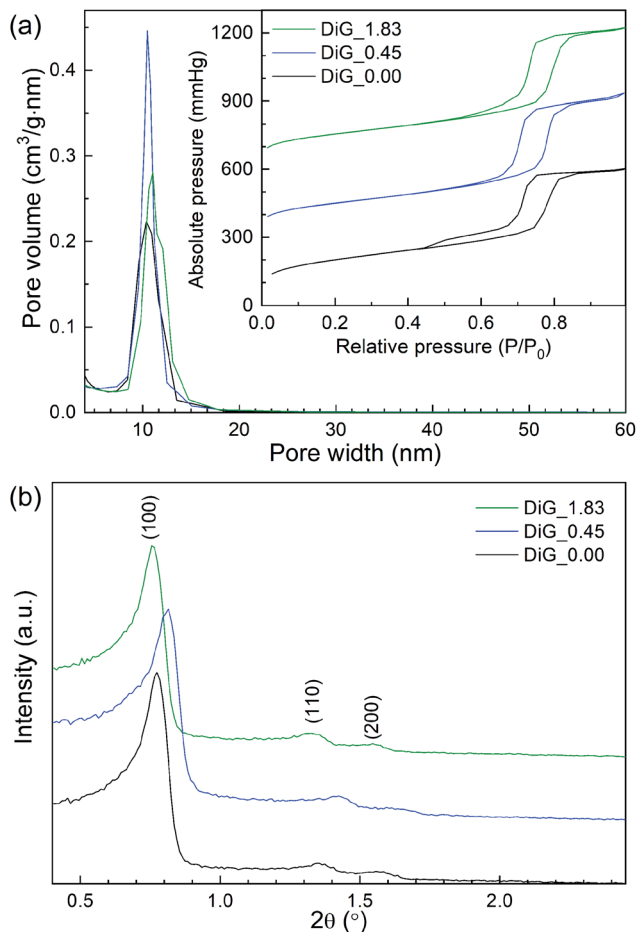 (a)
DiG_1.83
DiG_0.45
DiG_0.00
Absolute pressure (mmHg)
1200
900
600
300
0
0.0 0.2 0.4 0.6 0.8
Relative pressure (P/P₀)
Pore volume (cm³/g·nm)
0.4
0.3
0.2
0.1
0.0
10 20 30 40 50 60
Pore width (nm)
(b)
DiG_1.83
DiG_0.45
DiG_0.00
(100)
(110)
(200)
Intensity (a.u.)
0.5 1.0 1.5 2.0
2θ (°)